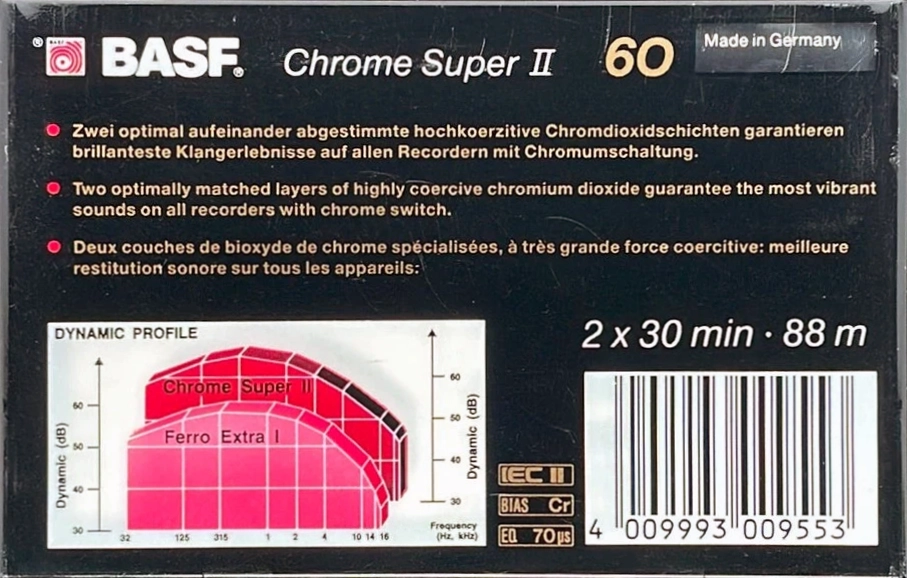 ® BASF BASF®
Chrome Super II
60
Made in Germany
Zwei optimal aufeinander abgestimmte hochkoerzitive Chromdioxidschichten garantieren
brillanteste Klangerlebnisse auf allen Recordern mit Chromumschaltung.
Two optimally matched layers of highly coercive chromium dioxide guarantee the most vibrant
sounds on all recorders with chrome switch.
Deux couches de bioxyde de chrome spécialisées, à très grande force coercitive: meilleure
restitution sonore sur tous les appareils:
2 x 30 min · 88 m
DYNAMIC PROFILE
Chrome Super II
Ferro Extra I
Dynamic (dB)
60
50
40
30
60
50
40
30
Dynamic (dB)
32 125 315 1 2 4 10 14 16
Frequency
(Hz, kHz)
IEC II
BIAS Cr
EQ 70µs
4 009993 009553